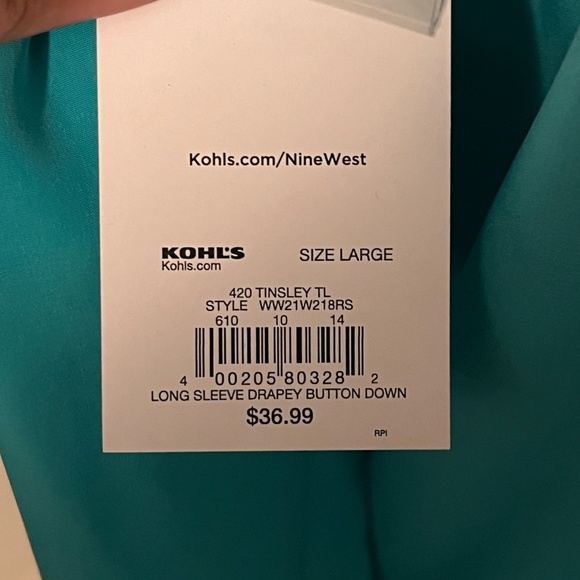 Kohls.com/NineWest
KOHL'S SIZE LARGE
Kohls.com
420 TINSLEY TL
STYLE WW21W218RS
610 10 14
4 00205 80328 2
LONG SLEEVE DRAPEY BUTTON DOWN
$36.99
RPI